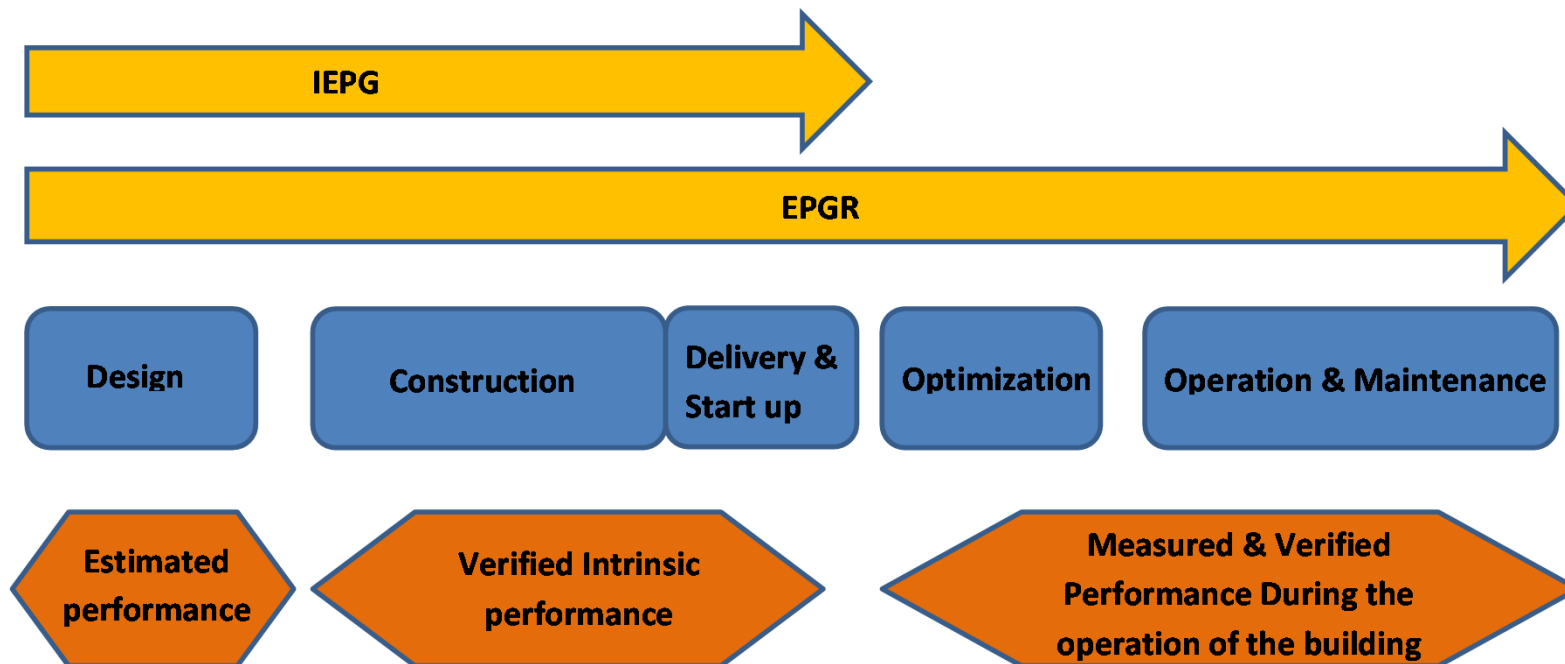 IEPG
EPGR
Design
Construction
Delivery &
Start up
Optimization
Operation & Maintenance
Estimated
performance
Verified Intrinsic
performance
Measured & Verified
Performance During the
operation of the building